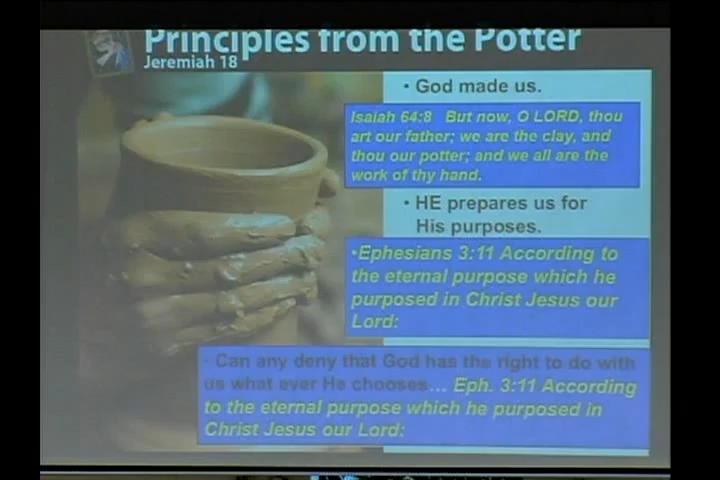 Principles from the Potter
Jeremiah 18
• God made us.
Isaiah 64:8 But now, O LORD, thou
art our father; we are the clay, and
thou our potter; and we all are the
work of thy hand.
• HE prepares us for
His purposes.
•Ephesians 3:11 According to
the eternal purpose which he
purposed in Christ Jesus our
Lord:
• Can any deny that God has the right to do with
us what ever He chooses... Eph. 3:11 According
to the eternal purpose which he purposed in
Christ Jesus our Lord: